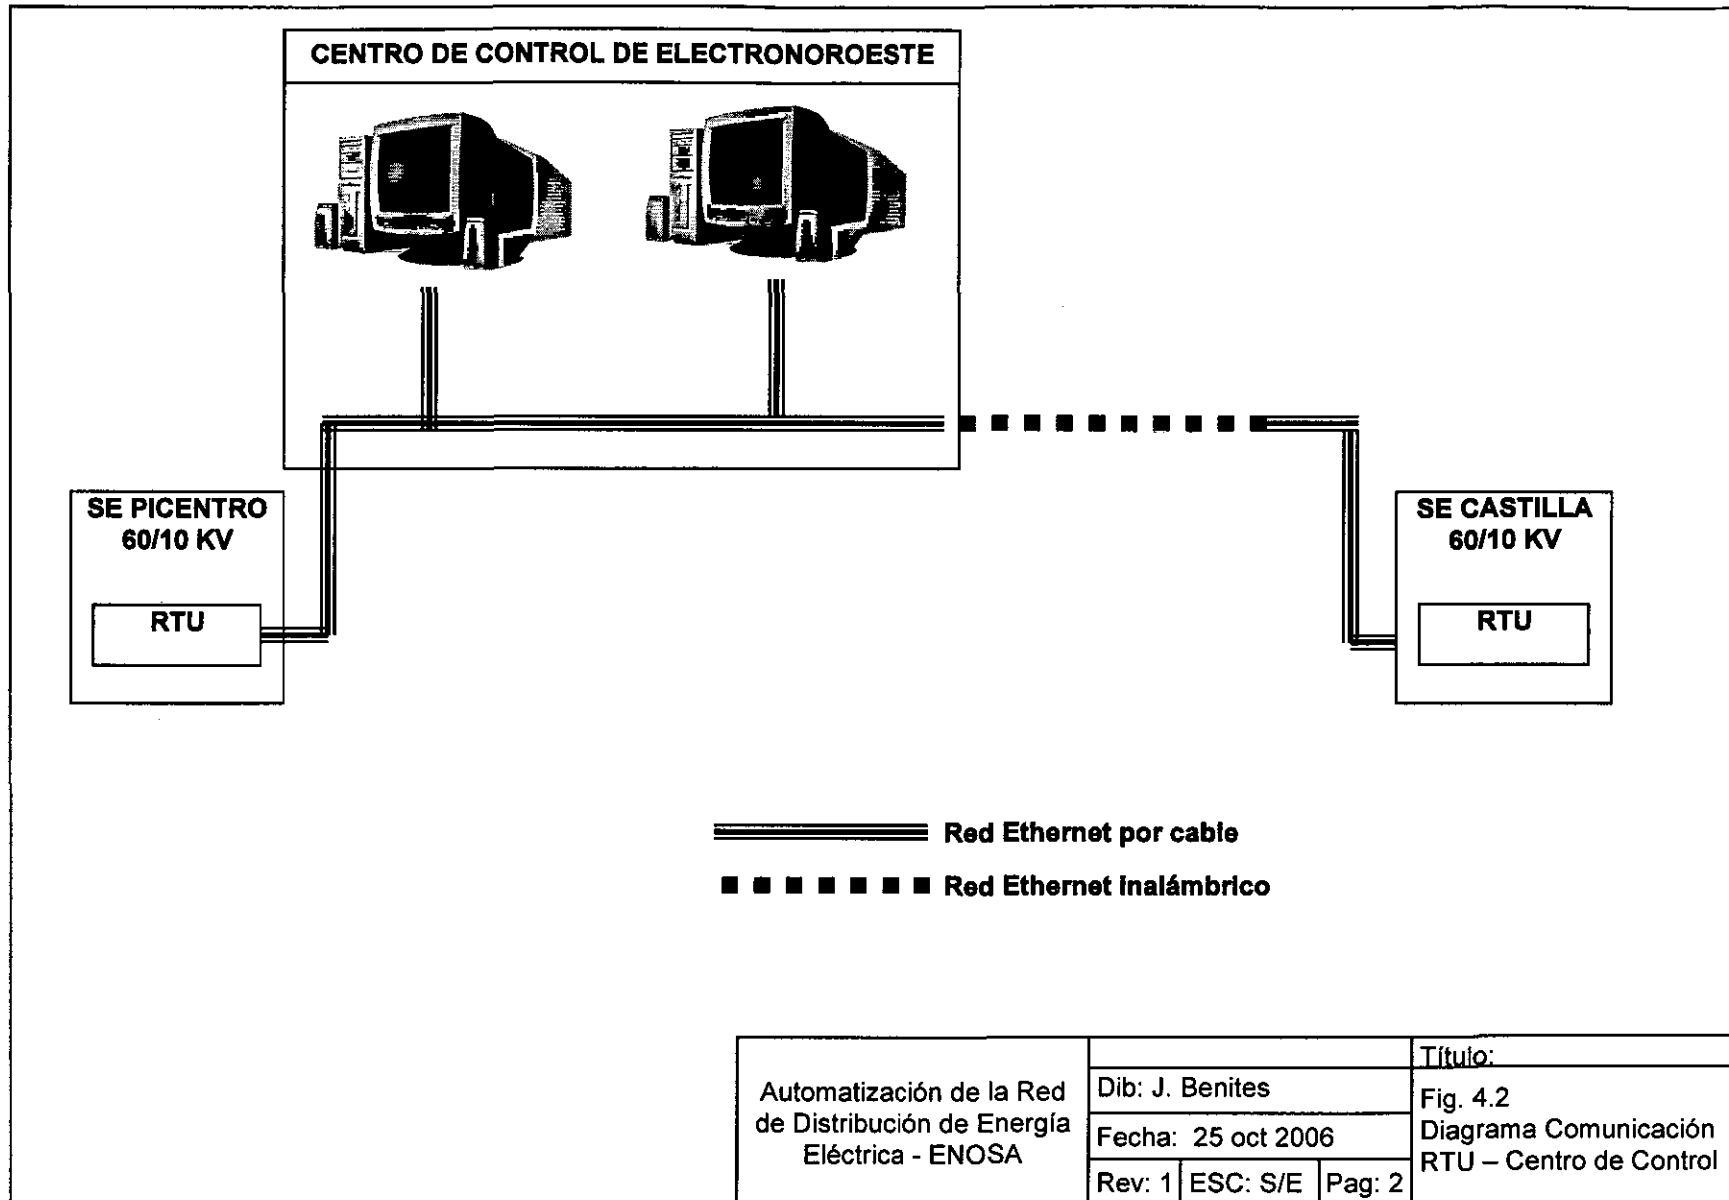 CENTRO DE CONTROL DE ELECTRONOROESTE
SE PICENTRO
60/10 KV
RTU
SE CASTILLA
60/10 KV
RTU
Red Ethernet por cable
Red Ethernet inalámbrico
Automatización de la Red
de Distribución de Energía
Eléctrica - ENOSA
Dib: J. Benites
Fecha: 25 oct 2006
Rev: 1
ESC: S/E
Pag: 2
Título:
Fig. 4.2
Diagrama Comunicación
RTU – Centro de Control